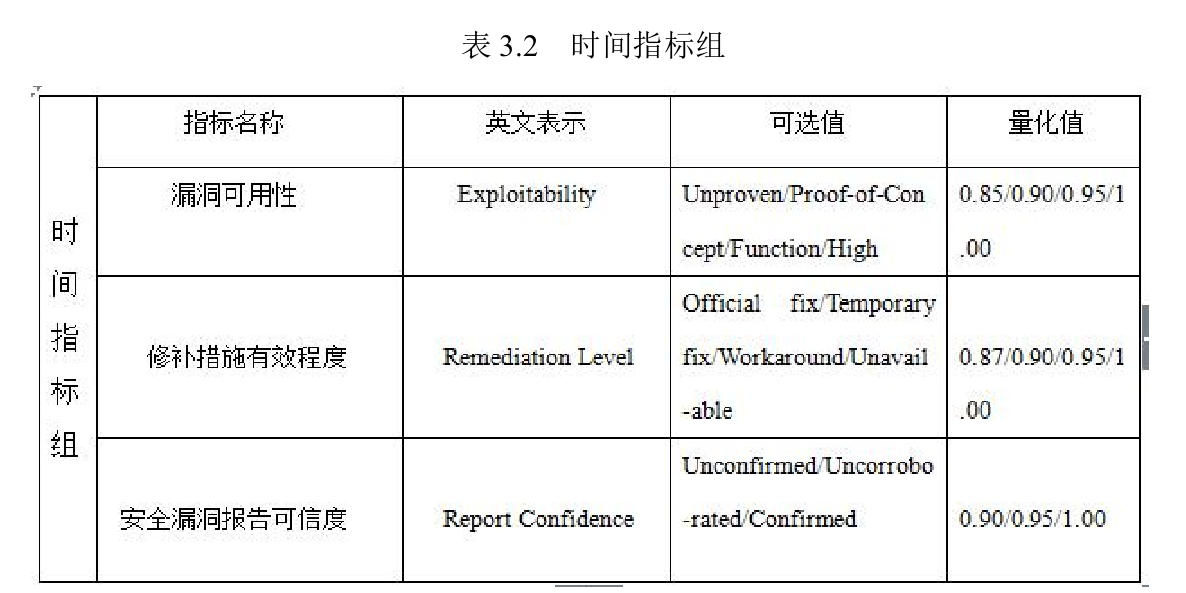 表 3.2 时间指标组
时间指标组
指标名称
英文表示
可选值
量化值
漏洞可用性
Exploitability
Unproven/Proof-of-Con
cept/Function/High
0.85/0.90/0.95/1
.00
修补措施有效程度
Remediation Level
Official fix/Temporary
fix/Workaround/Unavail
-able
0.87/0.90/0.95/1
.00
安全漏洞报告可信度
Report Confidence
Unconfirmed/Uncorrobo
-rated/Confirmed
0.90/0.95/1.00